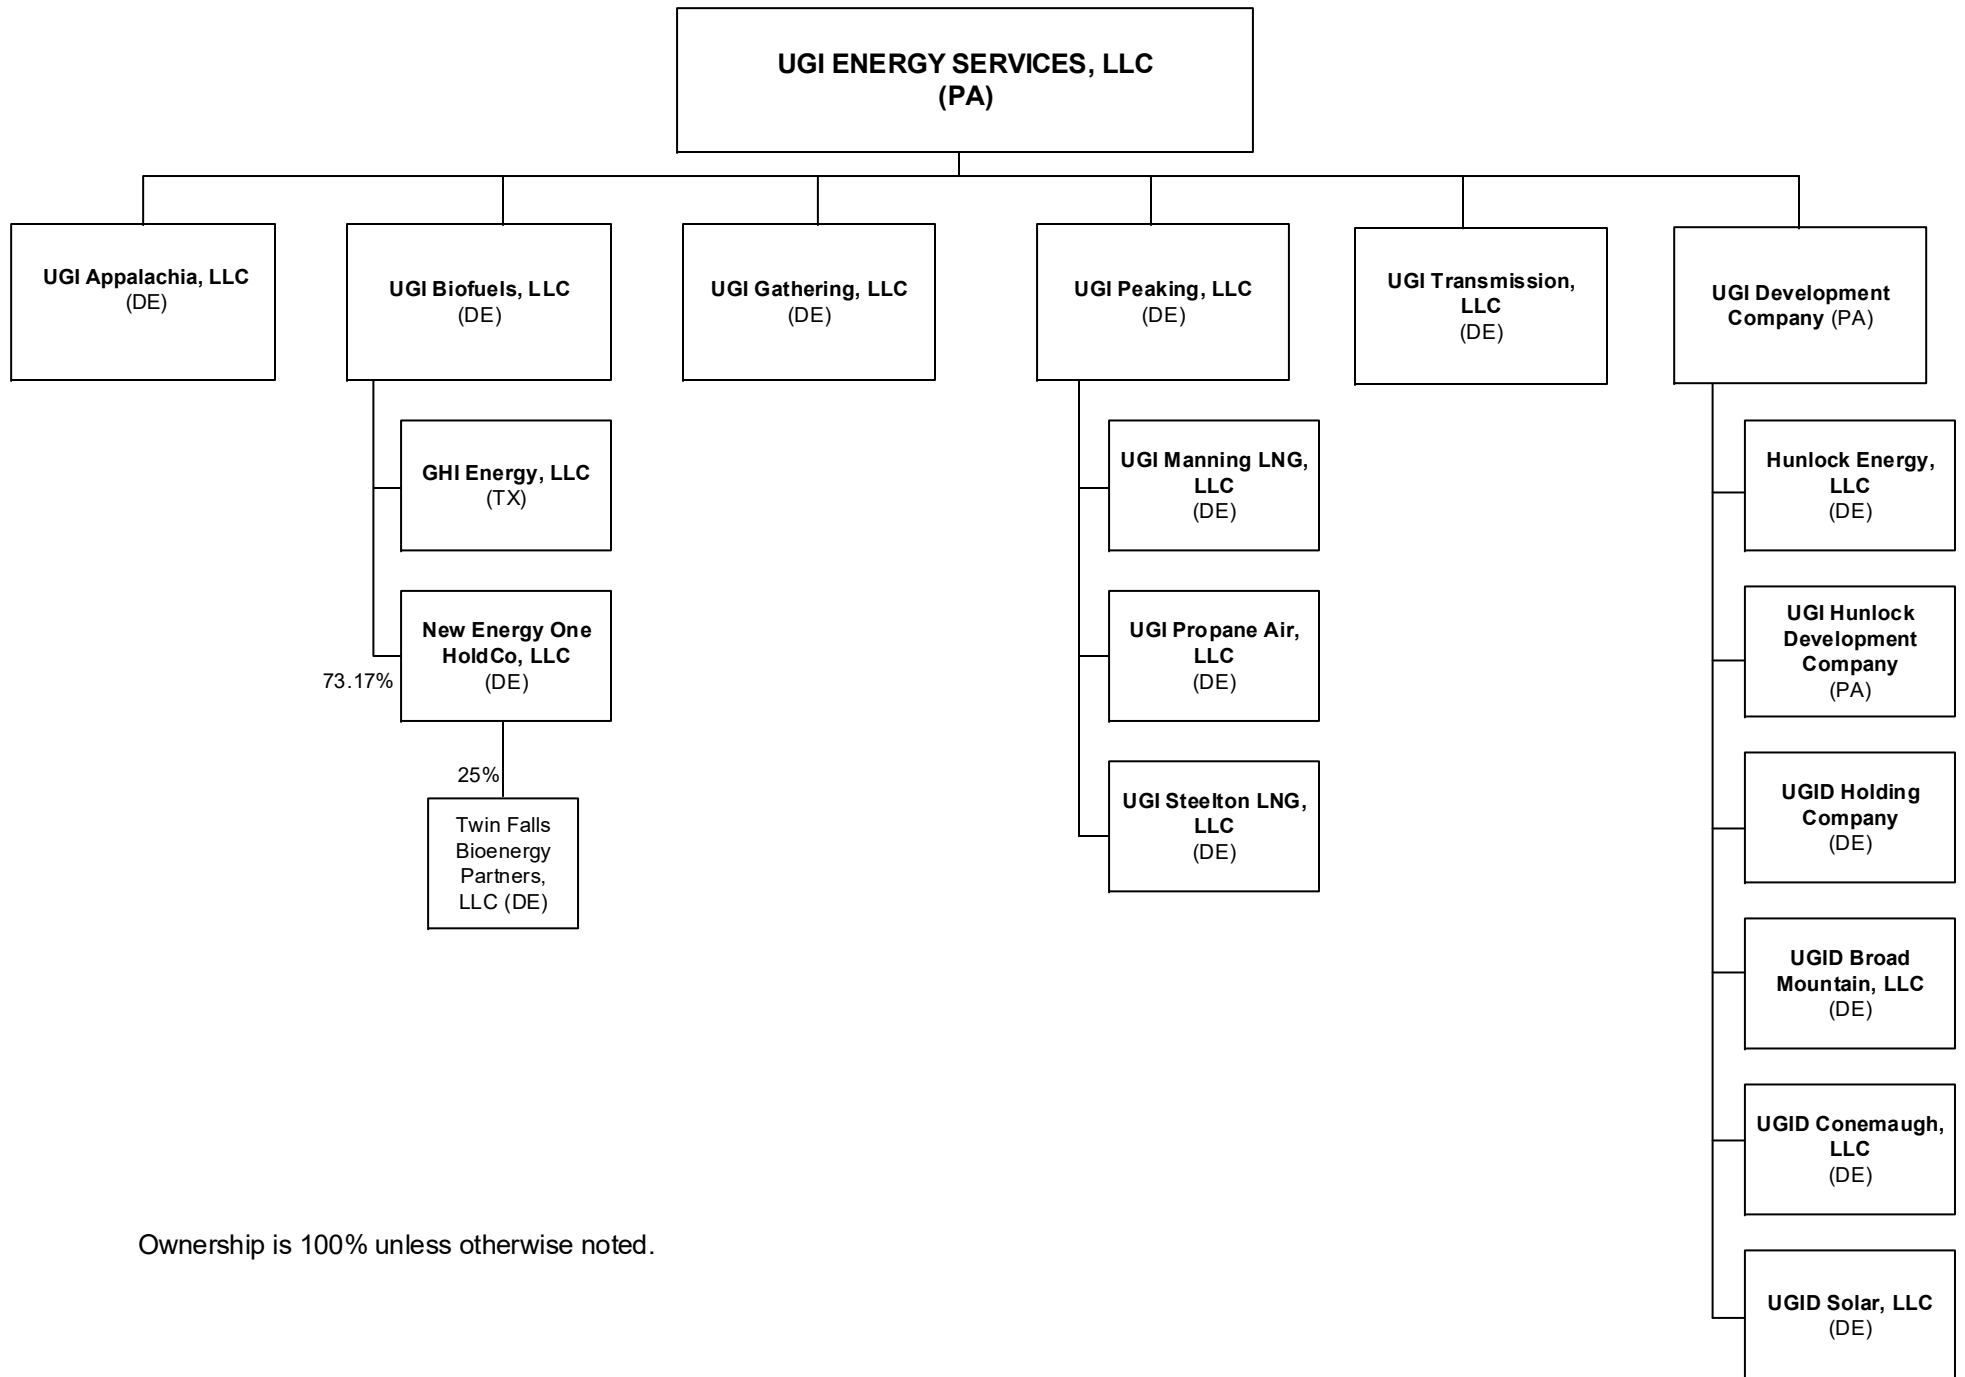 UGI ENERGY SERVICES, LLC
(PA)
UGI Appalachia, LLC
(DE)
UGI Biofuels, LLC
(DE)
UGI Gathering, LLC
(DE)
UGI Peaking, LLC
(DE)
UGI Transmission,
LLC
(DE)
UGI Development
Company (PA)
GHI Energy, LLC
(TX)
New Energy One
HoldCo, LLC
(DE)
73.17%
25%
Twin Falls
Bioenergy
Partners,
LLC (DE)
UGI Manning LNG,
LLC
(DE)
UGI Propane Air,
LLC
(DE)
UGI Steelton LNG,
LLC
(DE)
Hunlock Energy,
LLC
(DE)
UGI Hunlock
Development
Company
(PA)
UGID Holding
Company
(DE)
UGID Broad
Mountain, LLC
(DE)
UGID Conemaugh,
LLC
(DE)
UGID Solar, LLC
(DE)
Ownership is 100% unless otherwise noted.